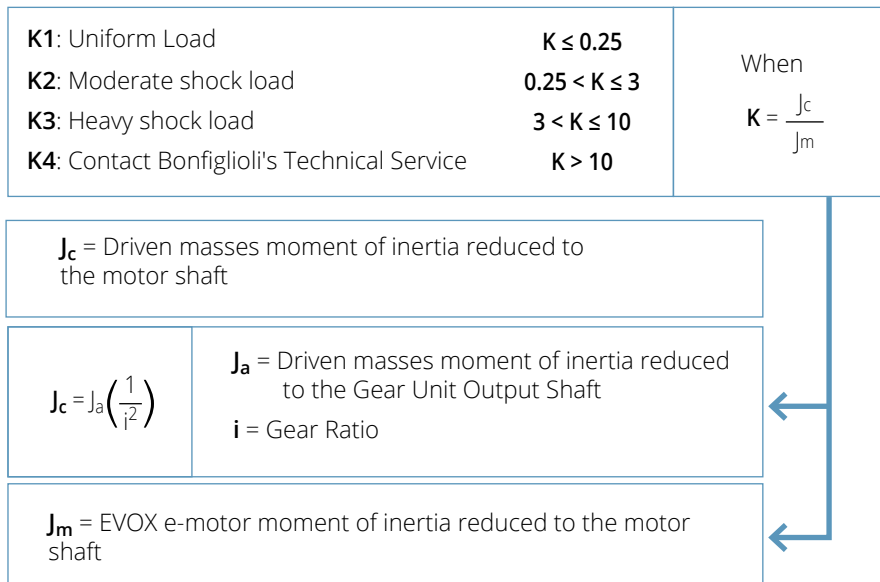 K1: Uniform Load K ≤ 0.25
K2: Moderate shock load 0.25 < K ≤ 3
K3: Heavy shock load 3 < K ≤ 10
K4: Contact Bonfiglioli's Technical Service K > 10
When
K = Jc / Jm
Jc = Driven masses moment of inertia reduced to
the motor shaft
Jc = Ja(1/i²)
Ja = Driven masses moment of inertia reduced
to the Gear Unit Output Shaft
i = Gear Ratio
Jm = EVOX e-motor moment of inertia reduced to the motor
shaft